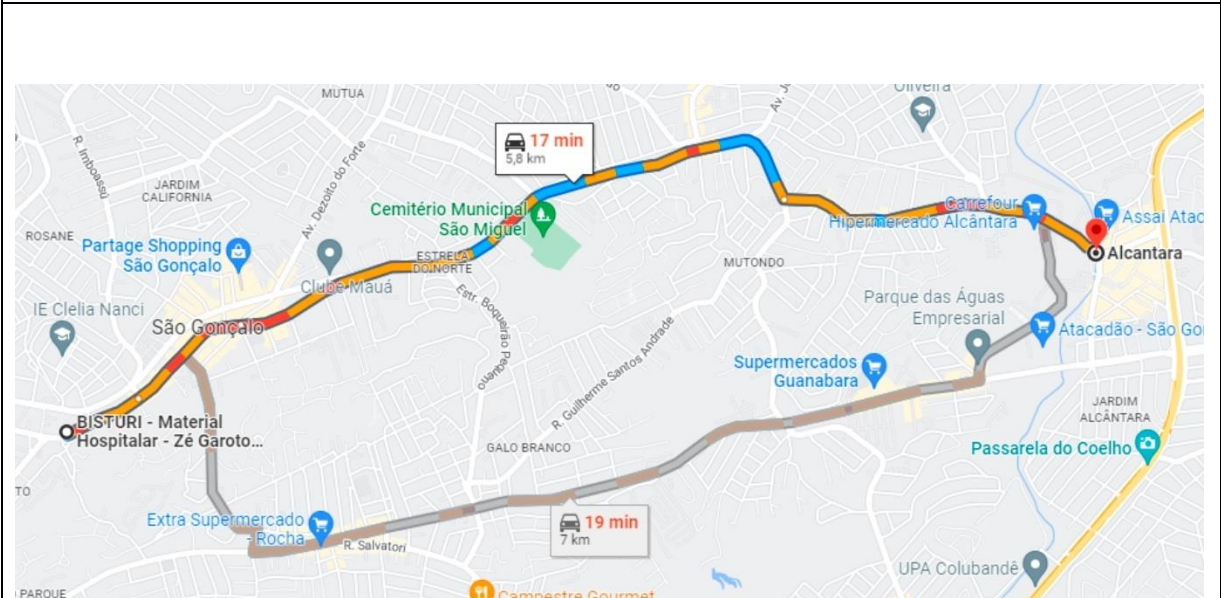 Oliveira
MUTUA
Av. J
17 min
5,8 km
R. Imboassú
Av. Dezoito do Forte
JARDIM
CALIFORNIA
Cemitério Municipal
São Miguel
Carrefour
Hipermercado Alcântara
Assai Atac
ROSANE
Partage Shopping
São Gonçalo
ESTRELA
DO NORTE
MUTONDO
Alcantara
Clube Mauá
Estr. Boqueirão Pequeno
IE Clelia Nanci
São Gonçalo
Parque das Águas
Empresarial
Atacadão - São Go
R. Guilherme Santos Andrade
Supermercados
Guanabara
BISTURI - Material
Hospitalar - Zé Garoto...
JARDIM
ALCÂNTARA
GALO BRANCO
Passarela do Coelho
TO
Extra Supermercado
- Rocha
19 min
7 km
R. Salvatori
UPA Colubandê
PARQUE
Campestre Gourmet